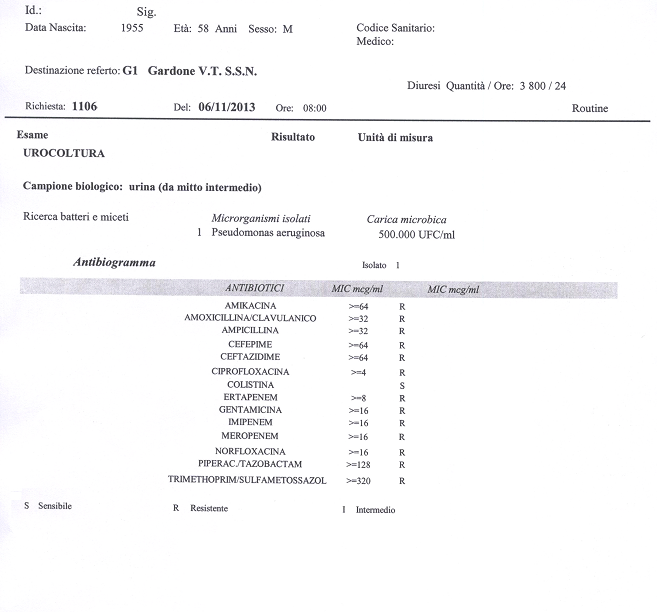 Id.: Sig.
Data Nascita: 1955 Età: 58 Anni Sesso: M Codice Sanitario:
Medico:
Destinazione referto: G1 Gardone V.T. S.S.N.
Diuresi Quantità / Ore: 3 800 / 24
Richiesta: 1106 Del: 06/11/2013 Ore: 08:00 Routine
Esame Risultato Unità di misura
UROCOLTURA
Campione biologico: urina (da mitto intermedio)
Ricerca batteri e miceti Microrganismi isolati Carica microbica
1 Pseudomonas aeruginosa 500.000 UFC/ml
Antibiogramma Isolato 1
ANTIBIOTICI MIC mcg/ml MIC mcg/ml
AMIKACINA >=64 R
AMOXICILLINA/CLAVULANICO >=32 R
AMPICILLINA >=32 R
CEFEPIME >=64 R
CEFTAZIDIME >=64 R
CIPROFLOXACINA >=4 R
COLISTINA S
ERTAPENEM >=8 R
GENTAMICINA >=16 R
IMIPENEM >=16 R
MEROPENEM >=16 R
NORFLOXACINA >=16 R
PIPERAC./TAZOBACTAM >=128 R
TRIMETHOPRIM/SULFAMETOSSAZOL >=320 R
S Sensibile R Resistente I Intermedio